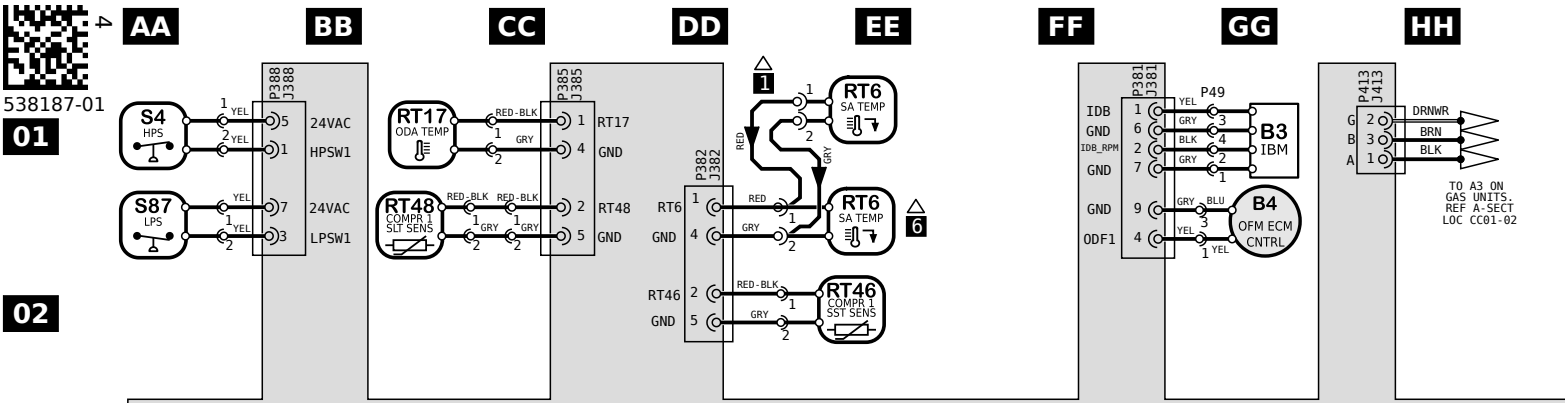 4
AA BB CC DD EE FF GG HH
538187-01
01
02
P388
J388
S4
HPS
1 YEL 5 24VAC
2 YEL 1 HPSW1
S87
LPS
YEL 7 24VAC
1
YEL 3 LPSW1
2
P385
J385
RT17
ODA TEMP
RED-BLK 1 RT17
1
GRY 4 GND
2
RT48
COMPR 1
SLT SENS
RED-BLK RED-BLK 2 RT48
1 1
GRY GRY 5 GND
2 2
P382
J382
1
RT6
SA TEMP
1
2
RED
GRY
RT6 1 RED
1
GND 4 GRY
2
RT6
SA TEMP
6
RT46 2 RED-BLK
1
GND 5 GRY
2
RT46
COMPR 1
SST SENS
P381
J381
P49
IDB 1 YEL 3
GND 6 GRY
IDB_RPM 2 BLK 4
GND 7 GRY 2
1
B3
IBM
GND 9 GRY BLU
3
ODF1 4 YEL
1 YEL
B4
OFM ECM
CNTRL
P413
J413
G 2 DRNWR
B 3 BRN
A 1 BLK
TO A3 ON
GAS UNITS.
REF A-SECT
LOC CC01-02